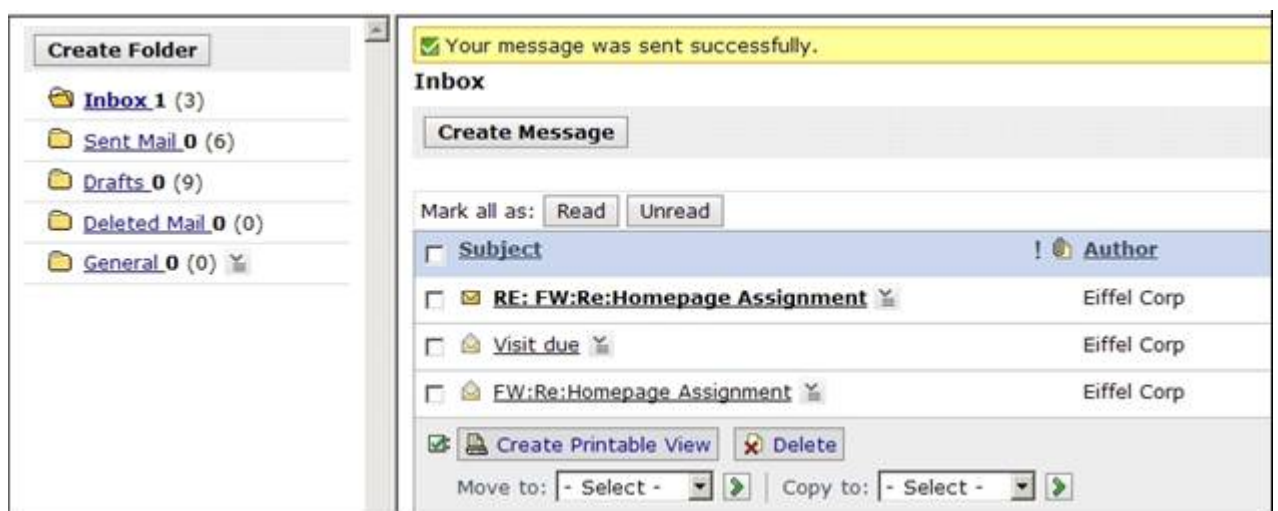 Create Folder
Inbox 1 (3)
Sent Mail 0 (6)
Drafts 0 (9)
Deleted Mail 0 (0)
General 0 (0)
Your message was sent successfully.
Inbox
Create Message
Mark all as: Read Unread
Subject ! Author
RE: FW:Re:Homepage Assignment Eiffel Corp
Visit due Eiffel Corp
FW:Re:Homepage Assignment Eiffel Corp
Create Printable View Delete
Move to: - Select - Copy to: - Select -